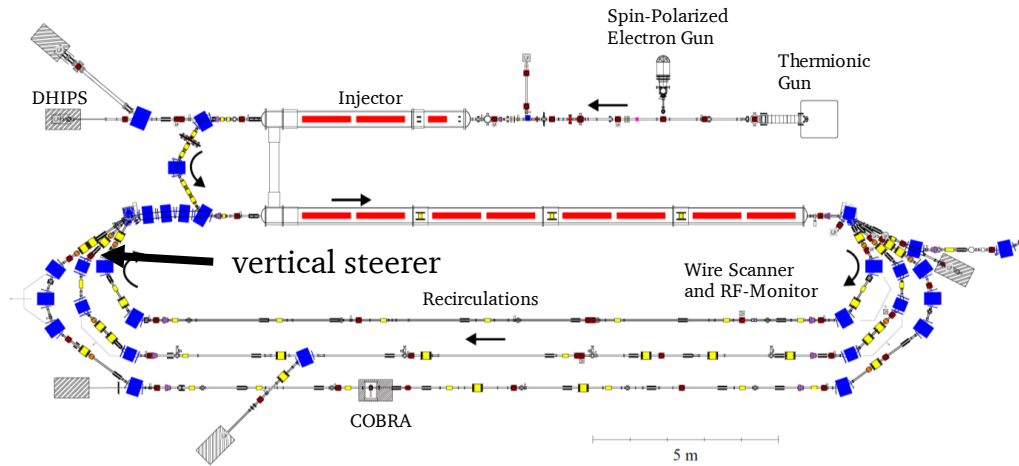 Spin-Polarized
Electron Gun
Thermionic
Gun
DHIPS
Injector
vertical steerer
Wire Scanner
and RF-Monitor
Recirculations
COBRA
5 m